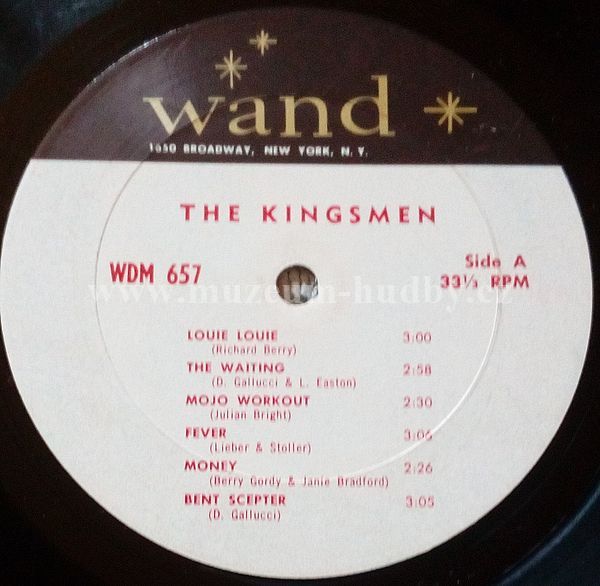 wand
1650 BROADWAY, NEW YORK, N. Y.
THE KINGSMEN
WDM 657
Side A
33⅓ RPM
www.muzeum-hudby.cz
LOUIE LOUIE 3:00
(Richard Berry)
THE WAITING 2:58
(D. Gallucci & L. Easton)
MOJO WORKOUT 2:30
(Julian Bright)
FEVER 3:06
(Lieber & Stoller)
MONEY 2:26
(Berry Gordy & Janie Bradford)
BENT SCEPTER 3:05
(D. Gallucci)